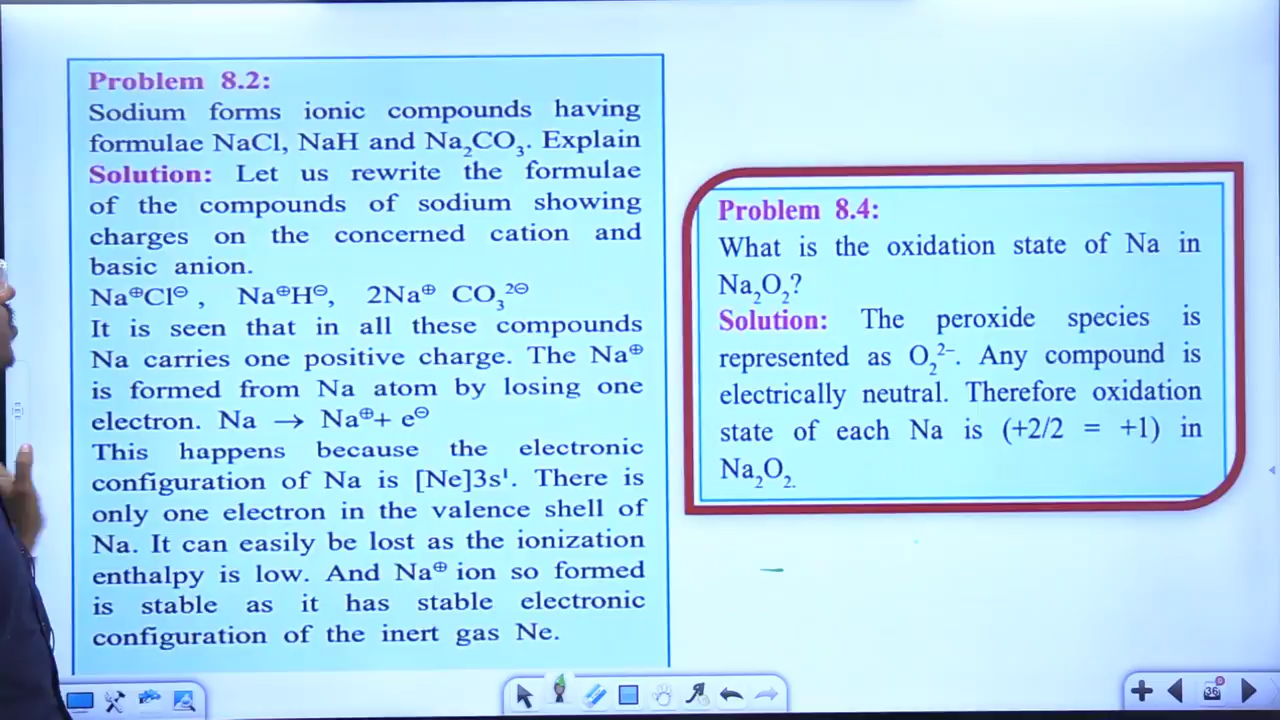 Problem 8.2:
Sodium forms ionic compounds having
formulae NaCl, NaH and Na₂CO₃. Explain
Solution: Let us rewrite the formulae
of the compounds of sodium showing
charges on the concerned cation and
basic anion.
Na⊕Cl⊖ , Na⊕H⊖, 2Na⊕ CO₃²⊖
It is seen that in all these compounds
Na carries one positive charge. The Na⊕
is formed from Na atom by losing one
electron. Na → Na⊕+ e⊖
This happens because the electronic
configuration of Na is [Ne]3s¹. There is
only one electron in the valence shell of
Na. It can easily be lost as the ionization
enthalpy is low. And Na⊕ ion so formed
is stable as it has stable electronic
configuration of the inert gas Ne.
Problem 8.4:
What is the oxidation state of Na in
Na₂O₂?
Solution: The peroxide species is
represented as O₂²⁻. Any compound is
electrically neutral. Therefore oxidation
state of each Na is (+2/2 = +1) in
Na₂O₂.
36